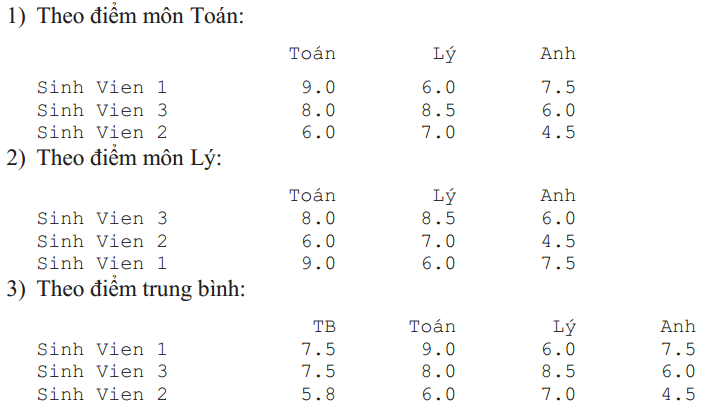 1) Theo điểm môn Toán:
Toán Lý Anh
Sinh Vien 1 9.0 6.0 7.5
Sinh Vien 3 8.0 8.5 6.0
Sinh Vien 2 6.0 7.0 4.5
2) Theo điểm môn Lý:
Toán Lý Anh
Sinh Vien 3 8.0 8.5 6.0
Sinh Vien 2 6.0 7.0 4.5
Sinh Vien 1 9.0 6.0 7.5
3) Theo điểm trung bình:
TB Toán Lý Anh
Sinh Vien 1 7.5 9.0 6.0 7.5
Sinh Vien 3 7.5 8.0 8.5 6.0
Sinh Vien 2 5.8 6.0 7.0 4.5